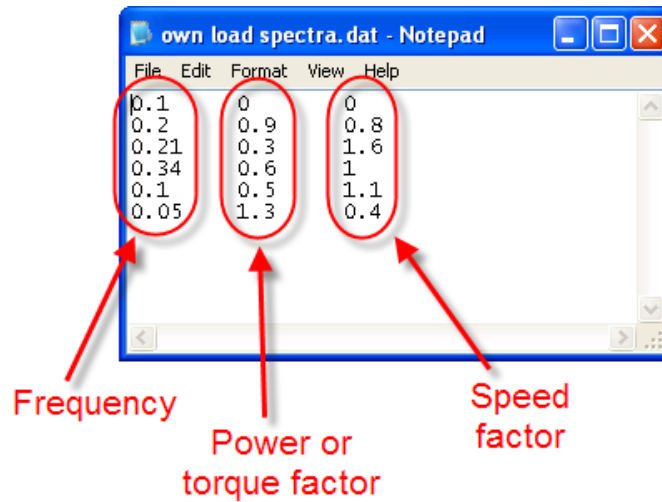 own load spectra.dat - Notepad
File Edit Format View Help
0.1 0 0
0.2 0.9 0.8
0.21 0.3 1.6
0.34 0.6 1
0.1 0.5 1.1
0.05 1.3 0.4
Frequency
Power or
torque factor
Speed
factor